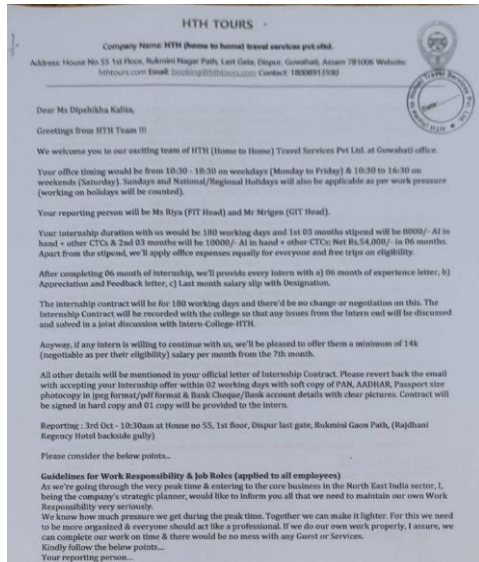 HTH TOURS -
Company Name: HTH (home to home) travel services pvt.ltd.
Address: House No 55 1st Floor, Rukmini Nagar Path, Last Gate, Dispur, Guwahati, Assam 781006 Website:
hthtours.com Email: booking@hthtours.com Contact: 18008913590
Dear Ms Dipshikha Kalita,
Greetings from HTH Team !!!
We welcome you to our exciting team of HTH (Home to Home) Travel Services Pvt Ltd. at Guwahati office.
Your office timing would be from 10:30 - 18:30 on weekdays (Monday to Friday) & 10:30 to 16:30 on
weekends (Saturday). Sundays and National/Regional Holidays will also be applicable as per work pressure
(working on holidays will be counted).
Your reporting person will be Ms Riya (FIT Head) and Mr Mrigen (GIT Head).
Your Internship duration with us would be 180 working days and 1st 03 months stipend will be 8000/- AI in
hand + other CTCs & 2nd 03 months will be 10000/- AI in hand + other CTCs; Net Rs.54,000/- in 06 months.
Apart from the stipend, we'll apply office expenses equally for everyone and free trips on eligibility.
After completing 06 month of Internship, we'll provide every intern with a) 06 month of experience letter, b)
Appreciation and Feedback letter, c) Last month salary slip with Designation.
The internship contract will be for 180 working days and there'd be no change or negotiation on this. The
Internship Contract will be recorded with the college so that any issues from the Intern end will be discussed
and solved in a joint discussion with Intern-College-HTH.
Anyway, if any intern is willing to continue with us, we'll be pleased to offer them a minimum of 14k
(negotiable as per their eligibility) salary per month from the 7th month.
All other details will be mentioned in your official letter of Internship Contract. Please revert back the email
with accepting your Internship offer within 02 working days with soft copy of PAN, AADHAR, Passport size
photocopy in jpeg format/pdf format & Bank Cheque/Bank account details with clear pictures. Contract will
be signed in hard copy and 01 copy will be provided to the intern.
Reporting : 3rd Oct - 10:30am at House no 55, 1st floor, Dispur last gate, Rukmini Gaon Path, (Rajdhani
Regency Hotel backside gully)
Please consider the below points...
Guidelines for Work Responsibility & Job Roles (applied to all employees)
As we're going through the very peak time & entering to the core business in the North East India sector, I,
being the company's strategic planner, would like to inform you all that we need to maintain our own Work
Responsibility very seriously.
We know how much pressure we get during the peak time. Together we can make it lighter. For this we need
to be more organized & everyone should act like a professional. If we do our own work properly, I assure, we
can complete our work on time & there would be no mess with any Guest or Services.
Kindly follow the below points...
Your reporting person...